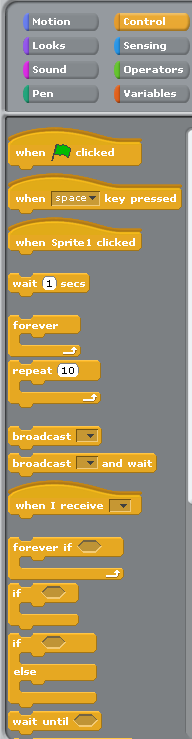 Motion Control
Looks Sensing
Sound Operators
Pen Variables
when clicked
when space key pressed
when Sprite1 clicked
wait 1 secs
forever
repeat 10
broadcast
broadcast and wait
when I receive
forever if
if
if
else
wait until